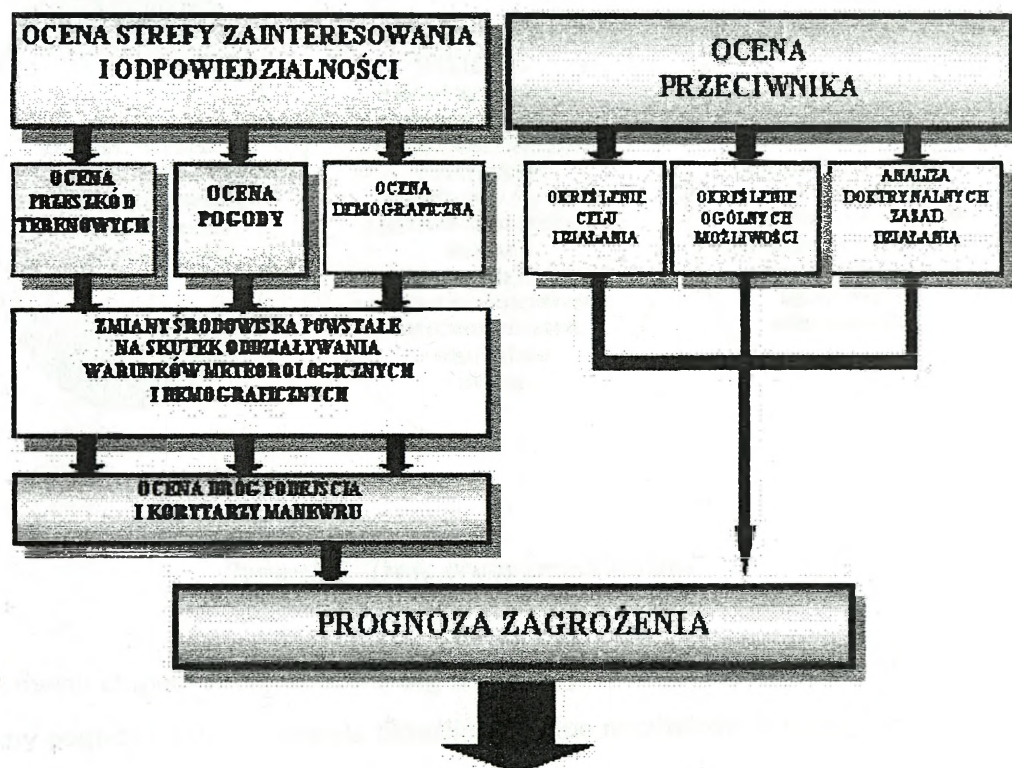 OCENA STREFY ZAINTERESOWANIA
I ODPOWIEDZIALNOŚCI
OCENA
PRZECIWNIKA
OCENA
PRZESZKÓD
TERENOWYCH
OCENA
POGODY
OCENA
DEMOGRAFICZNA
OKREŚLENIE
CELU
DZIAŁANIA
OKREŚLENIE
OGÓLNYCH
MOŻLIWOŚCI
ANALIZA
DOKTRYNALNYCH
ZASAD
DZIAŁANIA
ZMIANY ŚRODOWISKA POWSTAŁE
NA SKUTEK ODDZIAŁYWANIA
WARUNKÓW METEOROLOGICZNYCH
I DEMOGRAFICZNYCH
OCENA DRÓG PODEJŚCIA
I KORYTARZY MANEWRU
PROGNOZA ZAGROŻENIA